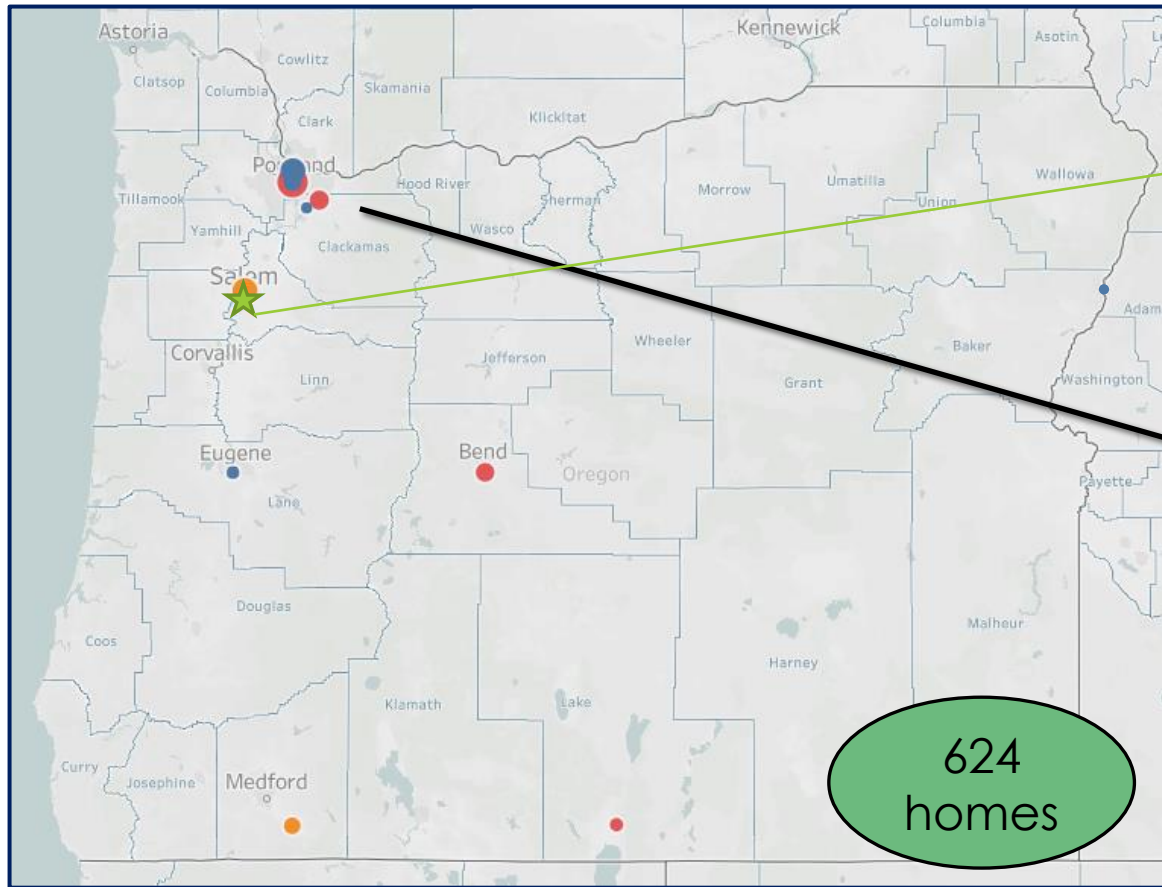 Astoria
Kennewick
Columbia
Asotin
Cowlitz
Clatsop
Columbia
Skamania
Clark
Klickitat
Hood River
Wallowa
Umatilla
Morrow
Sherman
Tillamook
Union
Wasco
Yamhill
Clackamas
Salem
Adam
Wheeler
Baker
Corvallis
Jefferson
Linn
Grant
Washington
Eugene
Bend
Oregon
Payette
Lane
Douglas
Malheur
Coos
Harney
Klamath
Lake
Curry
Josephine
Medford
624
homes